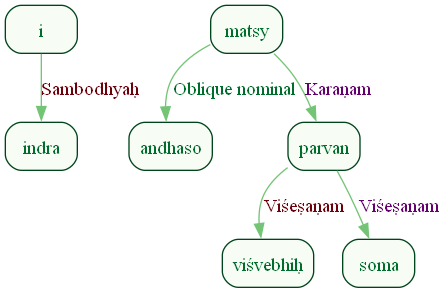 i matsy
Sambodhyaḥ Oblique nominal Karaṇam
indra andhaso parvan
Viśeṣaṇam Viśeṣaṇam
viśvebhiḥ soma